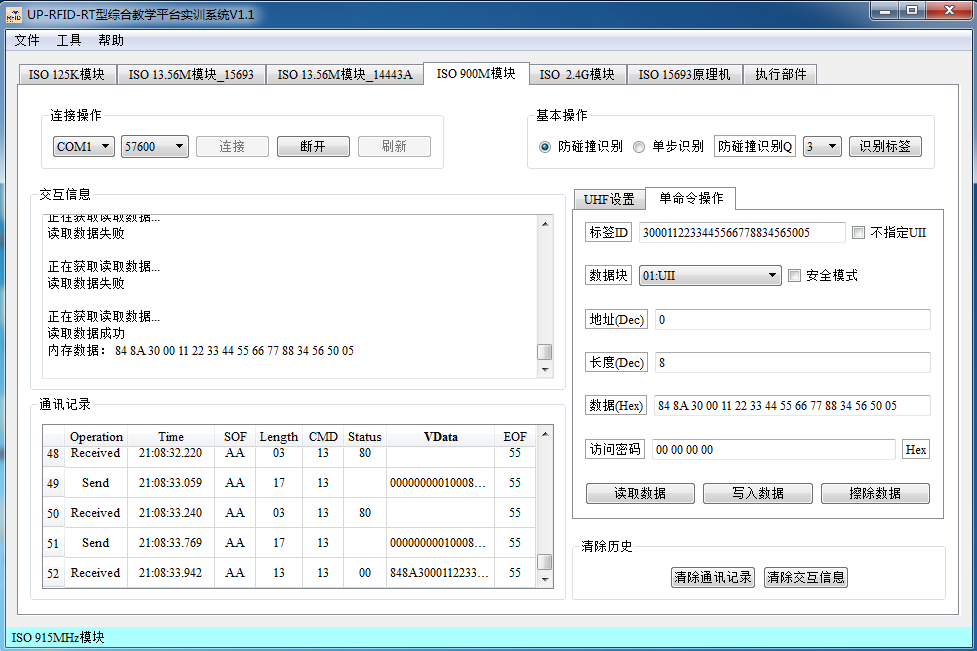 UP-RFID-RT型综合教学平台实训系统V1.1
文件 工具 帮助
ISO 125K模块 ISO 13.56M模块_15693 ISO 13.56M模块_14443A ISO 900M模块 ISO 2.4G模块 ISO 15693原理机 执行部件
连接操作
COM1 57600 连接 断开 刷新
基本操作
防碰撞识别 单步识别 防碰撞识别Q 3 识别标签
交互信息
正在获取读取数据...
读取数据失败
正在获取读取数据...
读取数据失败
正在获取读取数据...
读取数据成功
内存数据： 84 8A 30 00 11 22 33 44 55 66 77 88 34 56 50 05
通讯记录
Operation Time SOF Length CMD Status VData EOF
48 Received 21:08:32.220 AA 03 13 80 55
49 Send 21:08:33.059 AA 17 13 00000000010008... 55
50 Received 21:08:33.240 AA 03 13 80 55
51 Send 21:08:33.769 AA 17 13 00000000010008... 55
52 Received 21:08:33.942 AA 13 13 00 848A3000112233... 55
UHF设置 单命令操作
标签ID 3000112233445566778834565005 不指定UII
数据块 01:UII 安全模式
地址(Dec) 0
长度(Dec) 8
数据(Hex) 84 8A 30 00 11 22 33 44 55 66 77 88 34 56 50 05
访问密码 00 00 00 00 Hex
读取数据 写入数据 擦除数据
清除历史
清除通讯记录 清除交互信息
ISO 915MHz模块